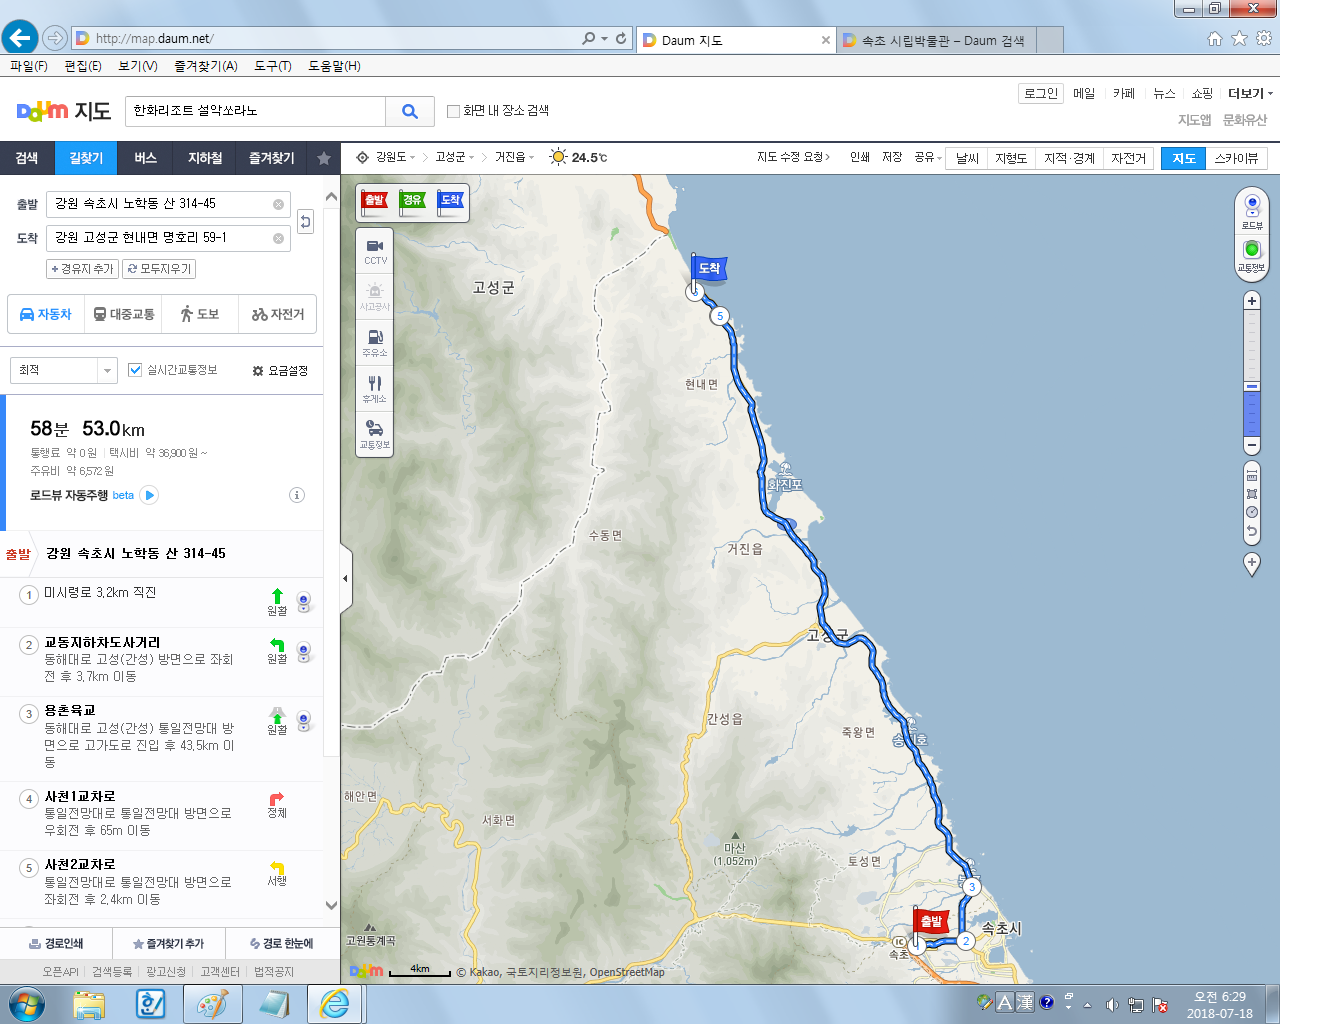 http://map.daum.net/
Daum 지도
속초 시립박물관 – Daum 검색
파일(F) 편집(E) 보기(V) 즐겨찾기(A) 도구(T) 도움말(H)
Daum 지도
한화리조트 설악쏘라노
화면 내 장소 검색
로그인 메일 카페 뉴스 쇼핑 더보기
지도앱 문화유산
검색 길찾기 버스 지하철 즐겨찾기
강원도 고성군 거진읍 24.5℃
지도 수정 요청 인쇄 저장 공유 날씨 지형도 지적·경계 자전거 지도 스카이뷰
출발 강원 속초시 노학동 산 314-45
도착 강원 고성군 현내면 명호리 59-1
+ 경유지 추가 모두지우기
자동차 대중교통 도보 자전거
최적 실시간교통정보 요금설정
58분 53.0km
통행료 약 0 원 택시비 약 36,900 원 ~
주유비 약 6,572 원
로드뷰 자동주행 beta
출발 강원 속초시 노학동 산 314-45
1 미시령로 3.2km 직진
원활
2 교동지하차도사거리
동해대로 고성(간성) 방면으로 좌회전 후 3.7km 이동
원활
3 용촌육교
동해대로 고성(간성) 통일전망대 방면으로 고가도로 진입 후 43.5km 이동
원활
4 사천1교차로
통일전망대로 통일전망대 방면으로 우회전 후 65m 이동
정체
5 사천2교차로
통일전망대로 통일전망대 방면으로 좌회전 후 2.4km 이동
서행
경로인쇄 즐겨찾기 추가 경로 한눈에
오픈API 검색등록 광고신청 고객센터 법적공지
출발 경유 도착
CCTV
사고공사
주유소
휴게소
교통정보
로드뷰
교통정보
고성군
도착
5
현내면
화진포
수동면
거진읍
고성군
간성읍
죽왕면
송지호
해안면
서화면
마산
(1,052m)
토성면
3
출발
1
2
IC
속초
속초시
고원통계곡
Daum 4km © Kakao, 국토지리정보원, OpenStreetMap
A 漢
오전 6:29
2018-07-18